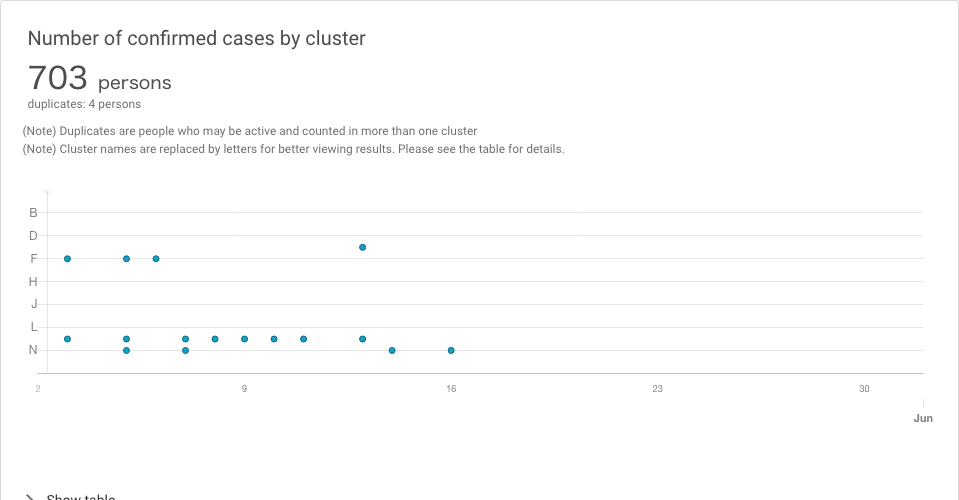 Number of confirmed cases by cluster
703 persons
duplicates: 4 persons
(Note) Duplicates are people who may be active and counted in more than one cluster
(Note) Cluster names are replaced by letters for better viewing results. Please see the table for details.
B
D
F
H
J
L
N
2 9 16 23 30
Jun
Show table